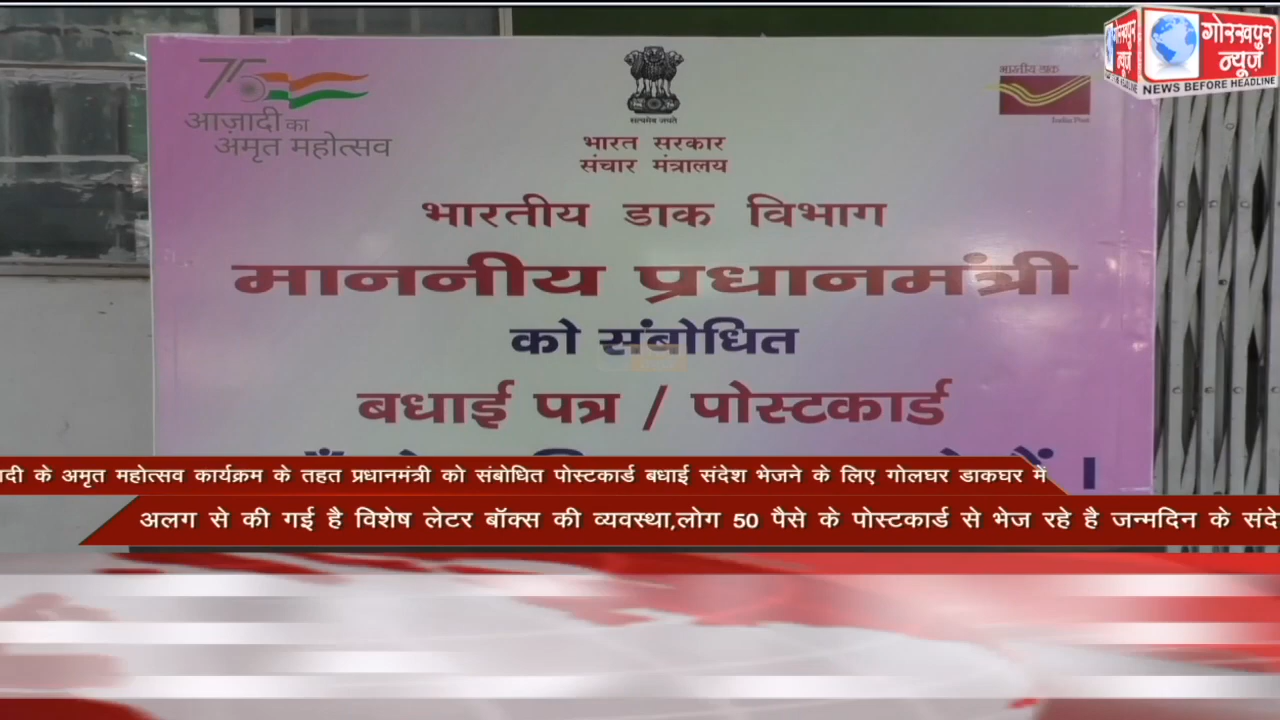 75
आज़ादी का
अमृत महोत्सव
सत्यमेव जयते
भारत सरकार
संचार मंत्रालय
भारतीय डाक
India Post
गोरखपुर
न्यूज़
गोरखपुर
न्यूज़
NEWS BEFORE HEADLINE
भारतीय डाक विभाग
माननीय प्रधानमंत्री
को संबोधित
बधाई पत्र / पोस्टकार्ड
ादी के अमृत महोत्सव कार्यक्रम के तहत प्रधानमंत्री को संबोधित पोस्टकार्ड बधाई संदेश भेजने के लिए गोलघर डाकघर में
अलग से की गई है विशेष लेटर बॉक्स की व्यवस्था,लोग 50 पैसे के पोस्टकार्ड से भेज रहे है जन्मदिन के संदे